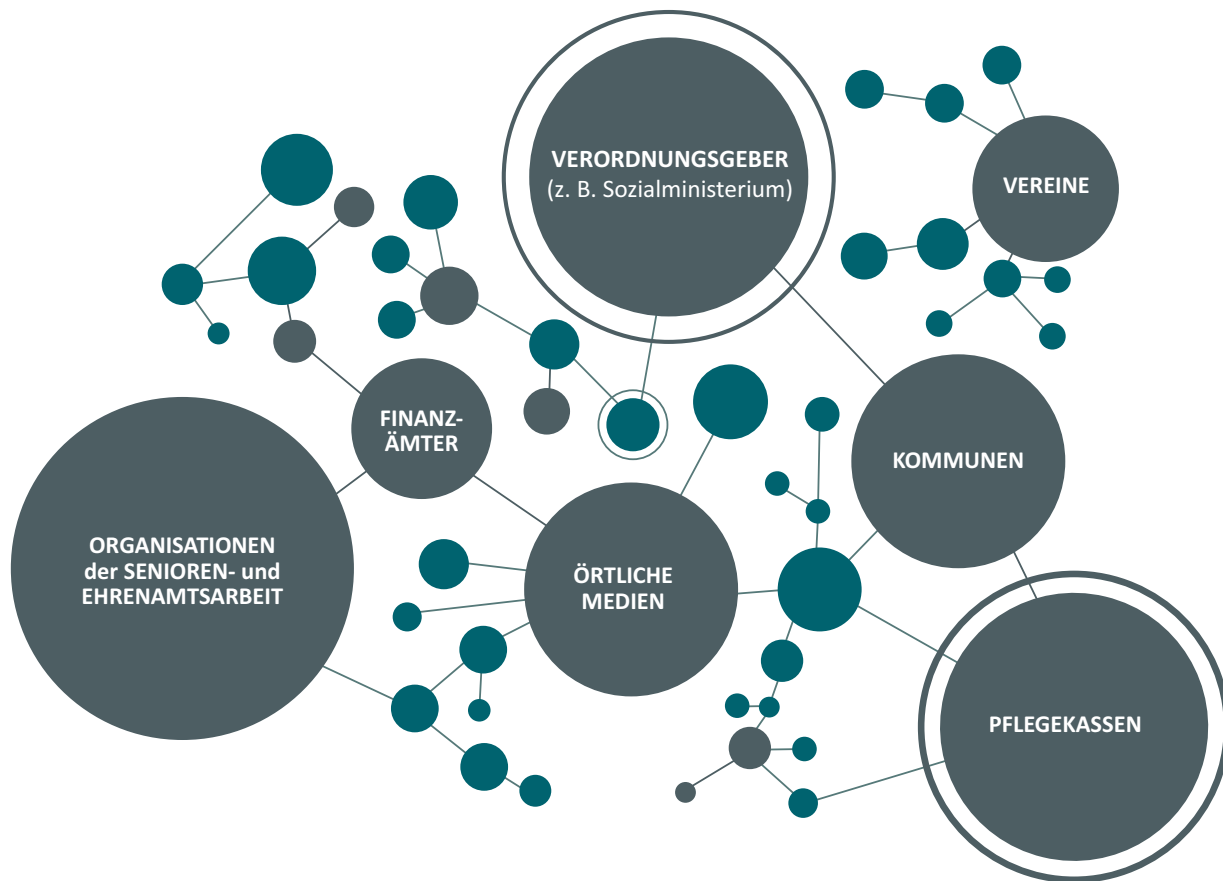 VERORDNUNGSGEBER
(z. B. Sozialministerium)
VEREINE
FINANZ-
ÄMTER
KOMMUNEN
ORGANISATIONEN
der SENIOREN- und
EHRENAMTSARBEIT
ÖRTLICHE
MEDIEN
PFLEGEKASSEN